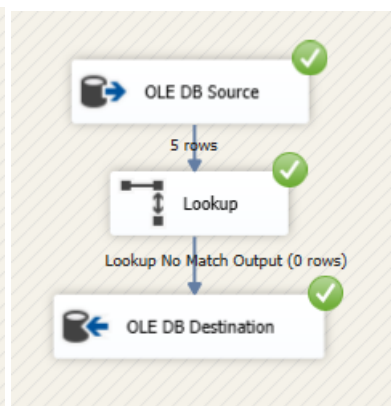 OLE DB Source
5 rows
Lookup
Lookup No Match Output (0 rows)
OLE DB Destination